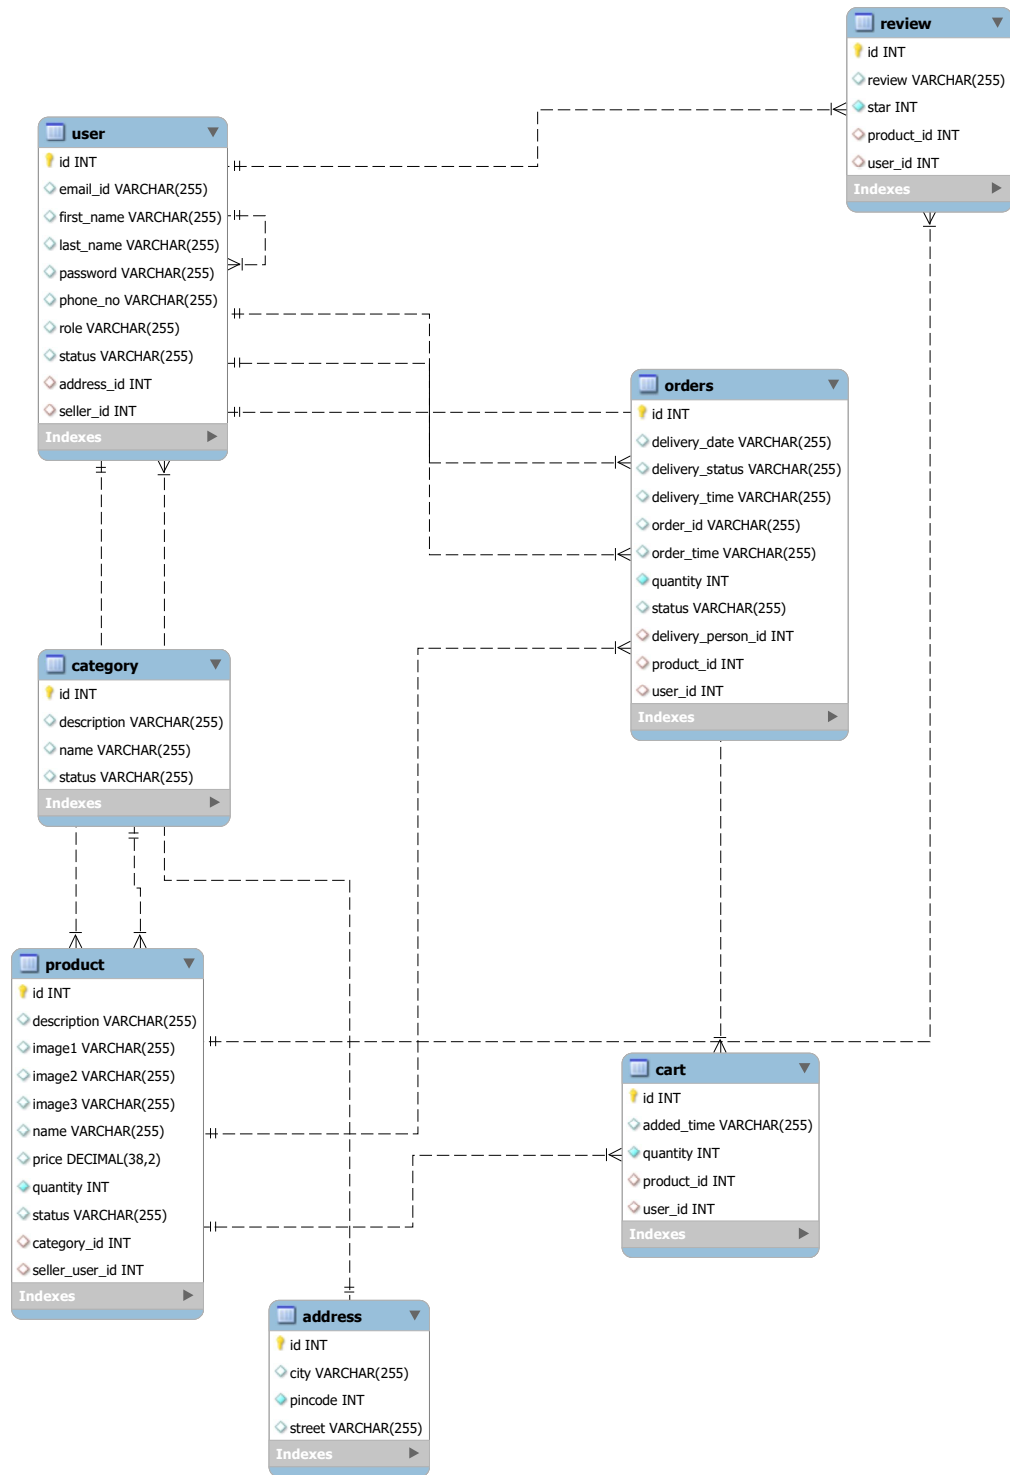 review
id INT
review VARCHAR(255)
star INT
product_id INT
user_id INT
Indexes
user
id INT
email_id VARCHAR(255)
first_name VARCHAR(255)
last_name VARCHAR(255)
password VARCHAR(255)
phone_no VARCHAR(255)
role VARCHAR(255)
status VARCHAR(255)
address_id INT
seller_id INT
Indexes
orders
id INT
delivery_date VARCHAR(255)
delivery_status VARCHAR(255)
delivery_time VARCHAR(255)
order_id VARCHAR(255)
order_time VARCHAR(255)
quantity INT
status VARCHAR(255)
delivery_person_id INT
product_id INT
user_id INT
Indexes
category
id INT
description VARCHAR(255)
name VARCHAR(255)
status VARCHAR(255)
Indexes
product
id INT
description VARCHAR(255)
image1 VARCHAR(255)
image2 VARCHAR(255)
image3 VARCHAR(255)
name VARCHAR(255)
price DECIMAL(38,2)
quantity INT
status VARCHAR(255)
category_id INT
seller_user_id INT
Indexes
cart
id INT
added_time VARCHAR(255)
quantity INT
product_id INT
user_id INT
Indexes
address
id INT
city VARCHAR(255)
pincode INT
street VARCHAR(255)
Indexes